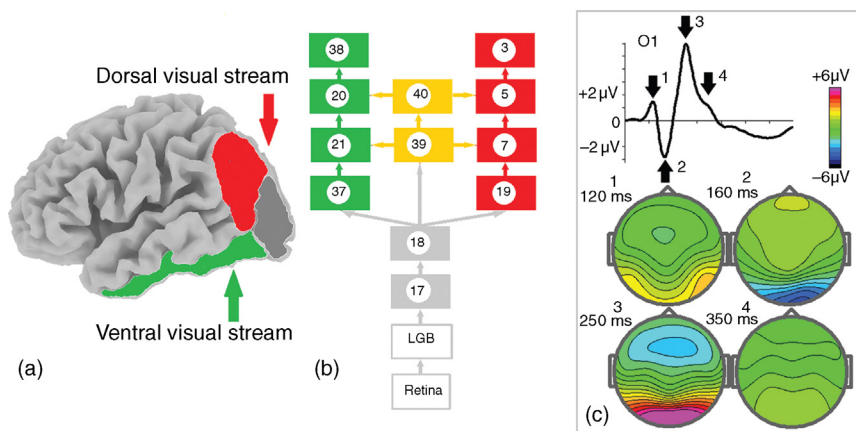 Dorsal visual stream
Ventral visual stream
(a)
(b)
38
3
20
40
5
21
39
7
37
19
18
17
LGB
Retina
O1
3
1
4
+2 µV
0
−2 µV
2
+6µV
−6µV
1
120 ms
2
160 ms
3
250 ms
4
350 ms
(c)